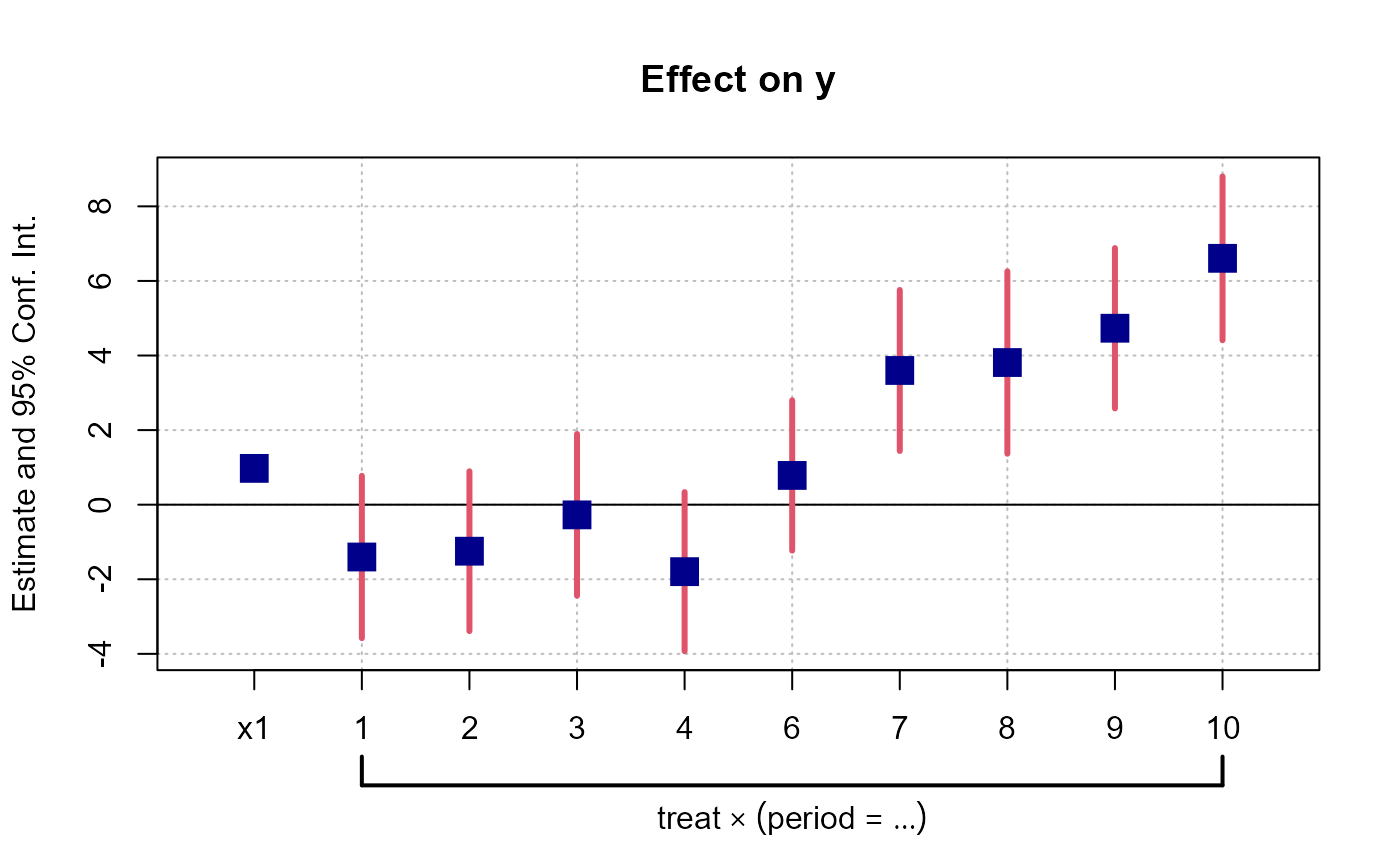 Effect on y
Estimate and 95% Conf. Int.
8
6
4
2
0
-2
-4
x1 1 2 3 4 6 7 8 9 10
treat × (period = ...)